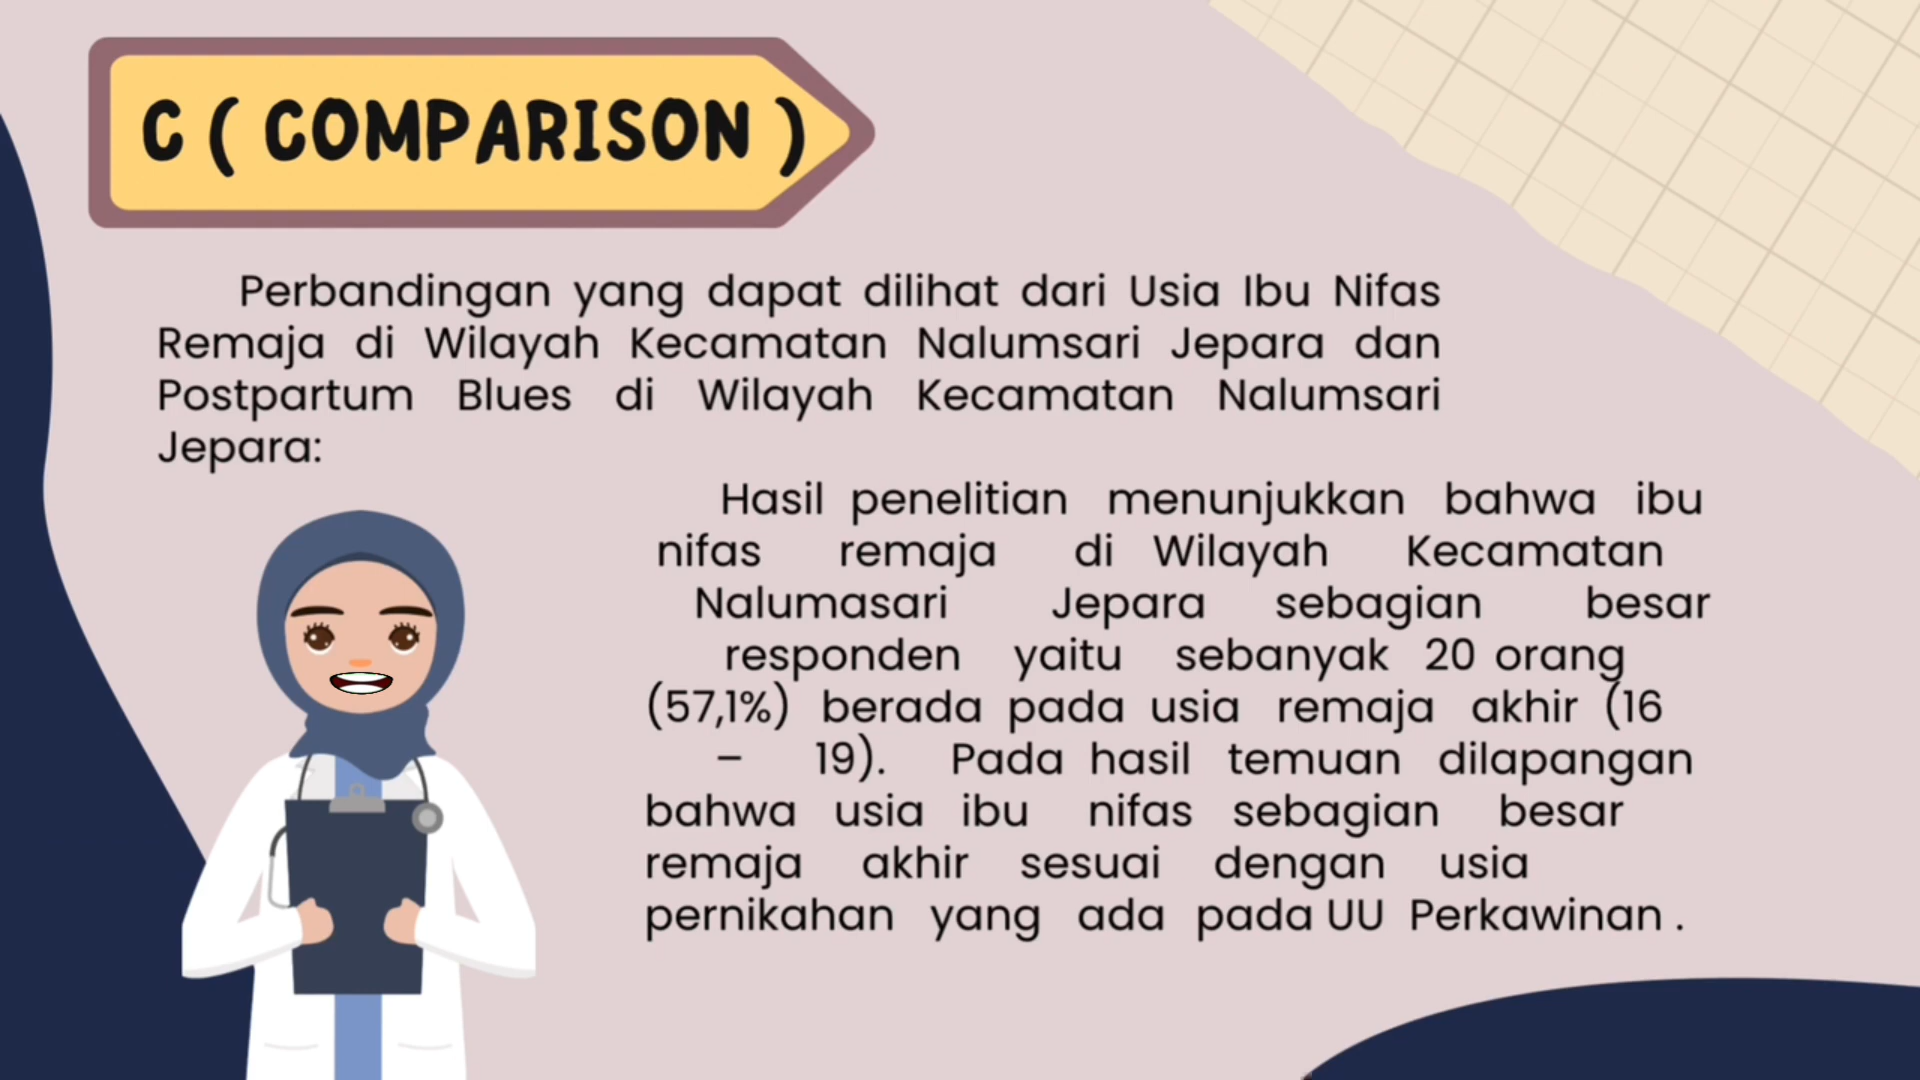 C ( COMPARISON )
Perbandingan yang dapat dilihat dari Usia Ibu Nifas
Remaja di Wilayah Kecamatan Nalumsari Jepara dan
Postpartum Blues di Wilayah Kecamatan Nalumsari
Jepara:
Hasil penelitian menunjukkan bahwa ibu
nifas remaja di Wilayah Kecamatan
Nalumasari Jepara sebagian besar
responden yaitu sebanyak 20 orang
(57,1%) berada pada usia remaja akhir (16
– 19). Pada hasil temuan dilapangan
bahwa usia ibu nifas sebagian besar
remaja akhir sesuai dengan usia
pernikahan yang ada pada UU Perkawinan .